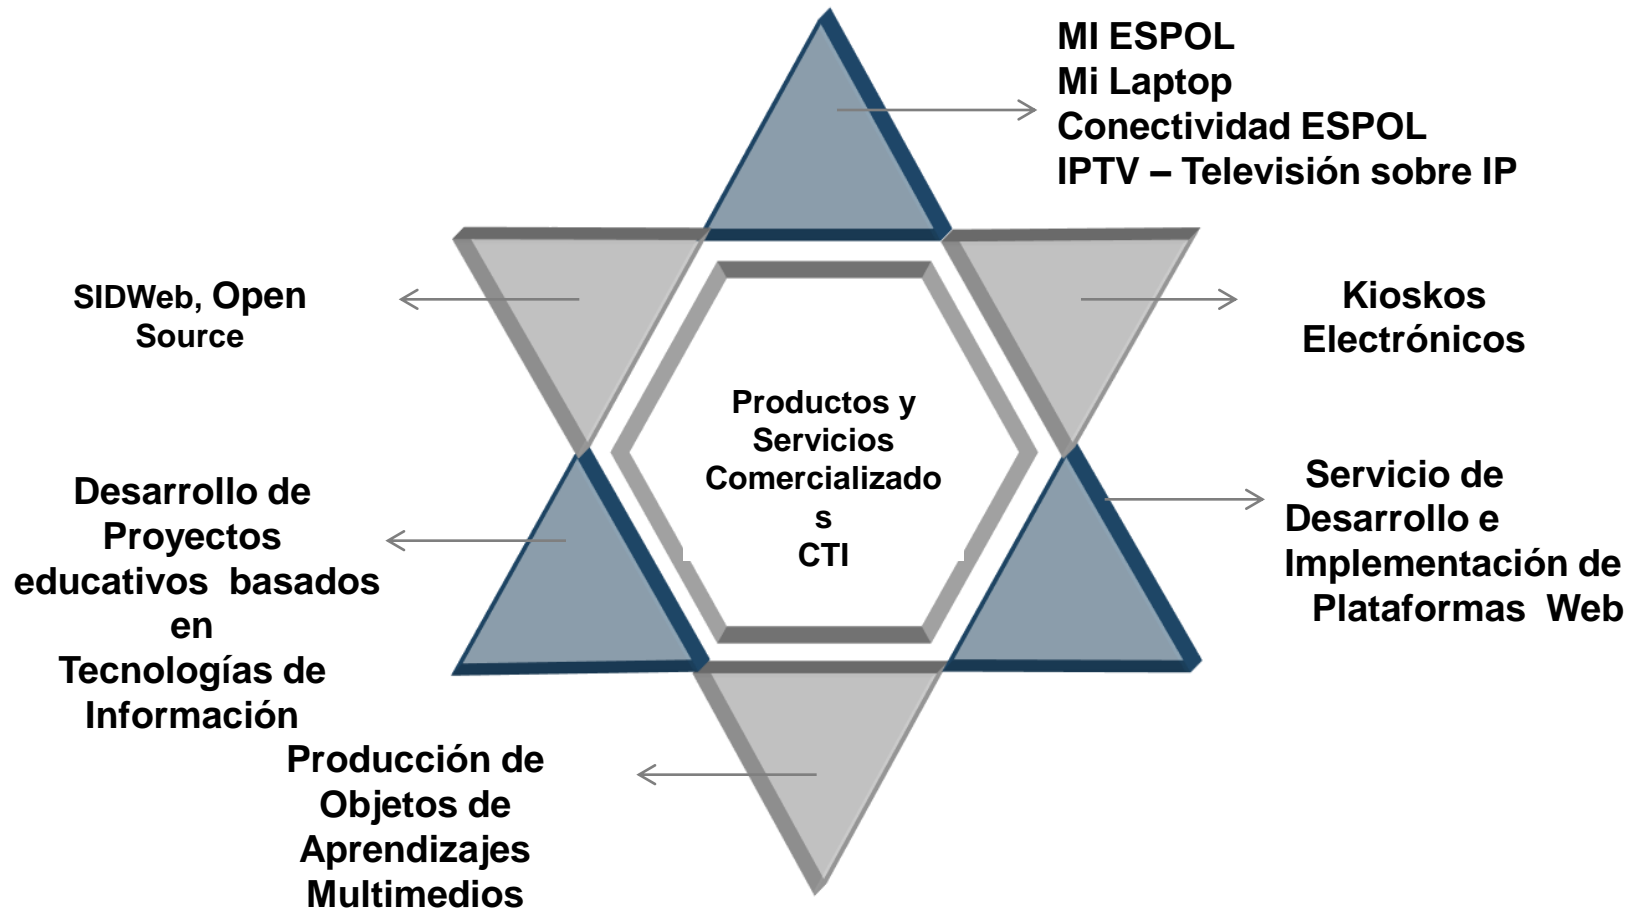 MI ESPOL
Mi Laptop
Conectividad ESPOL
IPTV – Televisión sobre IP
SIDWeb, Open
Source
Kioskos
Electrónicos
Productos y
Servicios
Comercializado
s
CTI
Desarrollo de
Proyectos
educativos basados
en
Tecnologías de
Información
Servicio de
Desarrollo e
Implementación de
Plataformas Web
Producción de
Objetos de
Aprendizajes
Multimedios